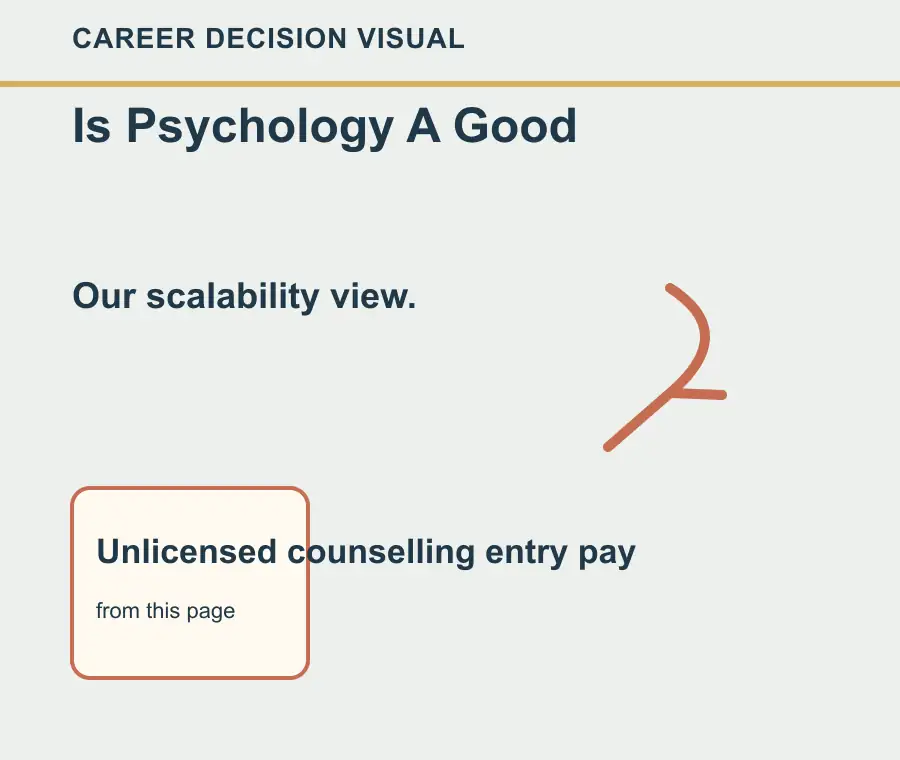 CAREER DECISION VISUAL
Is Psychology A Good
Our scalability view.
Unlicensed counselling entry pay
from this page